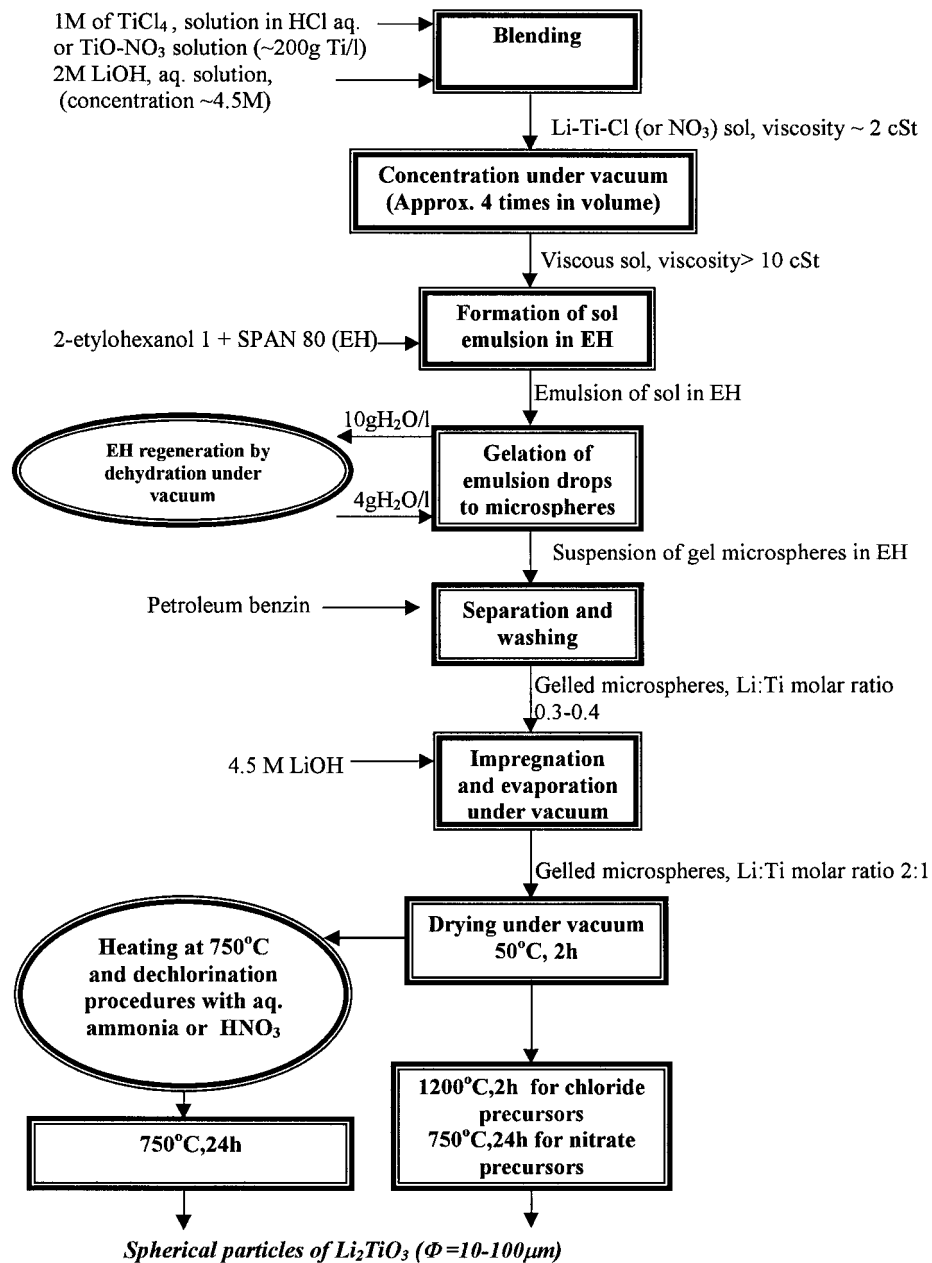 1M of TiCl4 , solution in HCl aq.
or TiO-NO3 solution (~200g Ti/l)
2M LiOH, aq. solution,
(concentration ~4.5M)
Blending
Li-Ti-Cl (or NO3) sol, viscosity ~ 2 cSt
Concentration under vacuum
(Approx. 4 times in volume)
Viscous sol, viscosity> 10 cSt
2-etylohexanol 1 + SPAN 80 (EH)
Formation of sol
emulsion in EH
Emulsion of sol in EH
10gH2O/l
EH regeneration by
dehydration under
vacuum
4gH2O/l
Gelation of
emulsion drops
to microspheres
Suspension of gel microspheres in EH
Petroleum benzin
Separation and
washing
Gelled microspheres, Li:Ti molar ratio
0.3-0.4
4.5 M LiOH
Impregnation
and evaporation
under vacuum
Gelled microspheres, Li:Ti molar ratio 2:1
Drying under vacuum
50°C, 2h
Heating at 750°C
and dechlorination
procedures with aq.
ammonia or HNO3
1200°C,2h for chloride
precursors
750°C,24h for nitrate
precursors
750°C,24h
Spherical particles of Li2TiO3 (Φ=10-100μm)